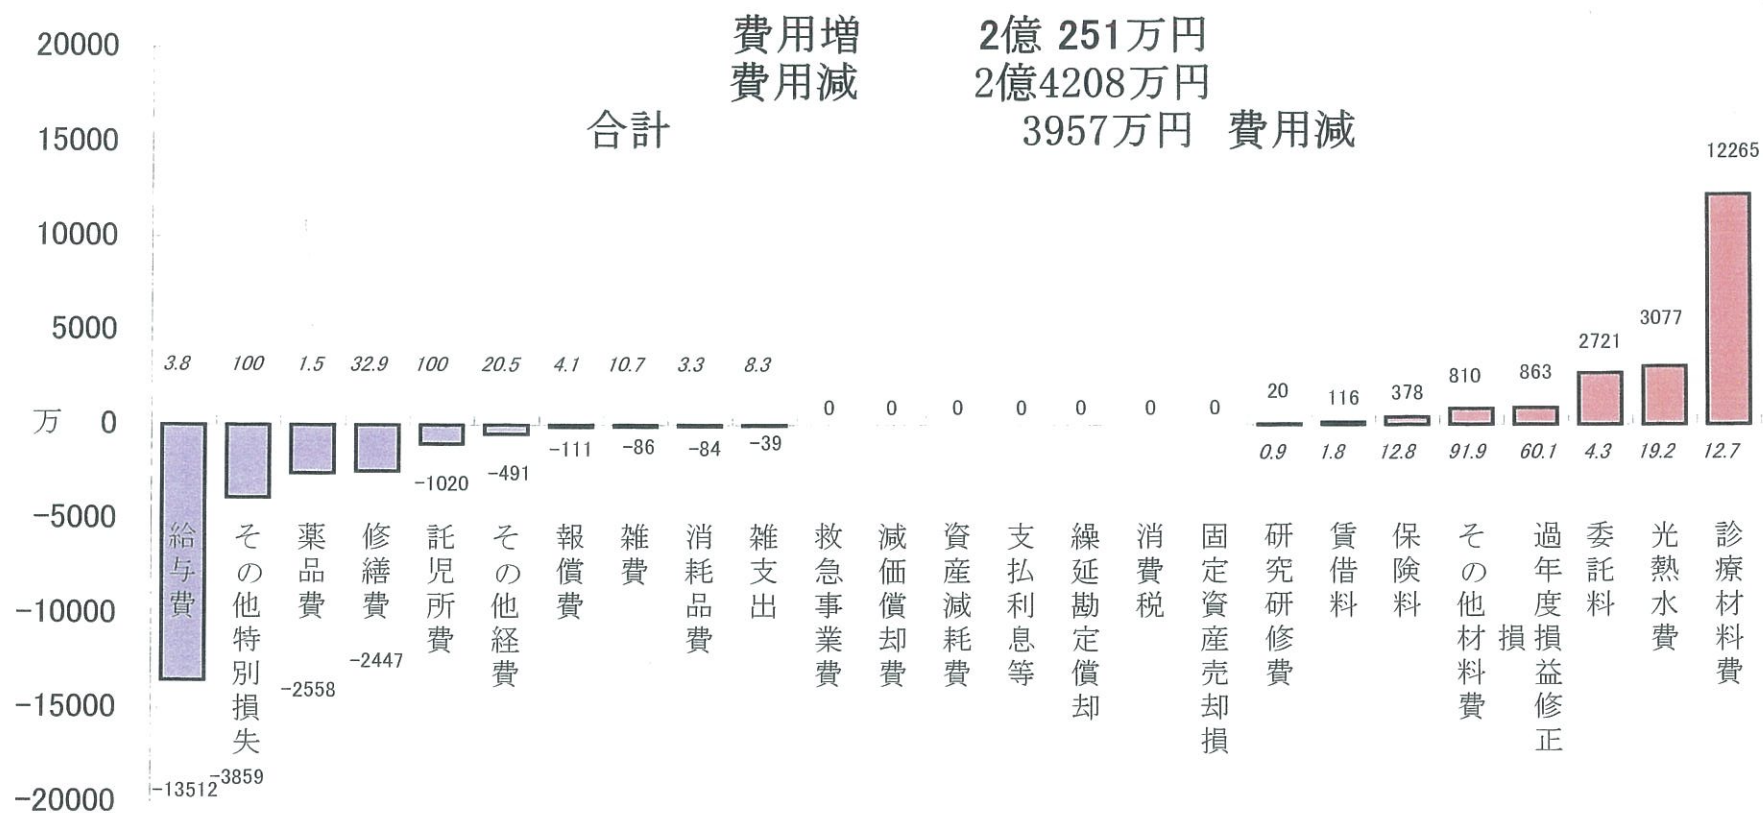 費用増 2億 251万円
費用減 2億4208万円
合計 3957万円 費用減
20000
15000
10000
5000
万 0
-5000
-10000
-15000
-20000
12265
3077
2721
863
810
378
116
20
0 0 0 0 0 0 0
3.8 100 1.5 32.9 100 20.5 4.1 10.7 3.3 8.3
-111 -86 -84 -39
-491
-1020
0.9 1.8 12.8 91.9 60.1 4.3 19.2 12.7
給与費
その他特別損失
薬品費
修繕費
託児所費
その他経費
報償費
雑費
消耗品費
雑支出
救急事業費
減価償却費
資産減耗費
支払利息等
繰延勘定償却
消費税
固定資産売却損
研究研修費
賃借料
保険料
その他材料費
過年度損益修正
損
委託料
光熱水費
診療材料費
-2447
-2558
-3859
-13512